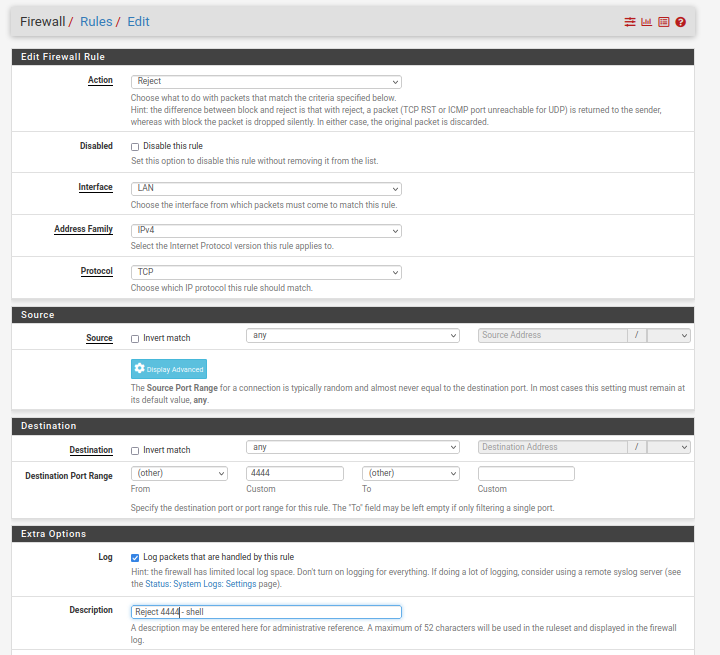 Firewall / Rules / Edit
Edit Firewall Rule
Action
Reject
Choose what to do with packets that match the criteria specified below.
Hint: the difference between block and reject is that with reject, a packet (TCP RST or ICMP port unreachable for UDP) is returned to the sender,
whereas with block the packet is dropped silently. In either case, the original packet is discarded.
Disabled
Disable this rule
Set this option to disable this rule without removing it from the list.
Interface
LAN
Choose the interface from which packets must come to match this rule.
Address Family
IPv4
Select the Internet Protocol version this rule applies to.
Protocol
TCP
Choose which IP protocol this rule should match.
Source
Source
Invert match
any
Source Address
/
Display Advanced
The Source Port Range for a connection is typically random and almost never equal to the destination port. In most cases this setting must remain at
its default value, any.
Destination
Destination
Invert match
any
Destination Address
/
Destination Port Range
(other)
4444
(other)
From
Custom
To
Custom
Specify the destination port or port range for this rule. The "To" field may be left empty if only filtering a single port.
Extra Options
Log
Log packets that are handled by this rule
Hint: the firewall has limited local log space. Don't turn on logging for everything. If doing a lot of logging, consider using a remote syslog server (see
the Status: System Logs: Settings page).
Description
Reject 4444 - shell
A description may be entered here for administrative reference. A maximum of 52 characters will be used in the ruleset and displayed in the firewall
log.